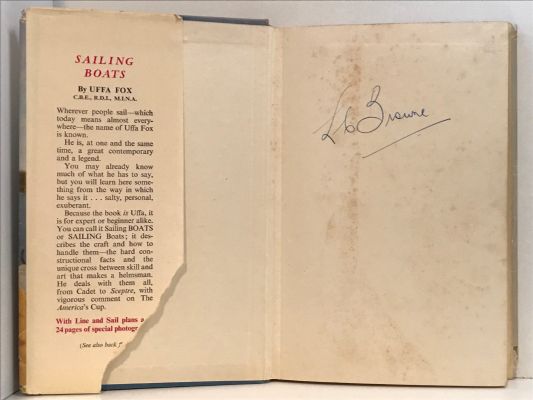 SAILING
BOATS
By UFFA FOX
C.B.E., R.D.I., M.I.N.A.
Wherever people sail—which
today means almost every-
where—the name of Uffa Fox
is known.
He is, at one and the same
time, a great contemporary
and a legend.
You may already know
much of what he has to say,
but you will learn here some-
thing from the way in which
he says it . . . salty, personal,
exuberant.
Because the book is Uffa, it
is for expert or beginner alike.
You can call it Sailing BOATS
or SAILING Boats; it des-
cribes the craft and how to
handle them—the hard con-
structional facts and the
unique cross between skill and
art that makes a helmsman.
He deals with them all,
from Cadet to Sceptre, with
vigorous comment on The
America's Cup.
With Line and Sail plans
24 pages of special
(See also back
Browne